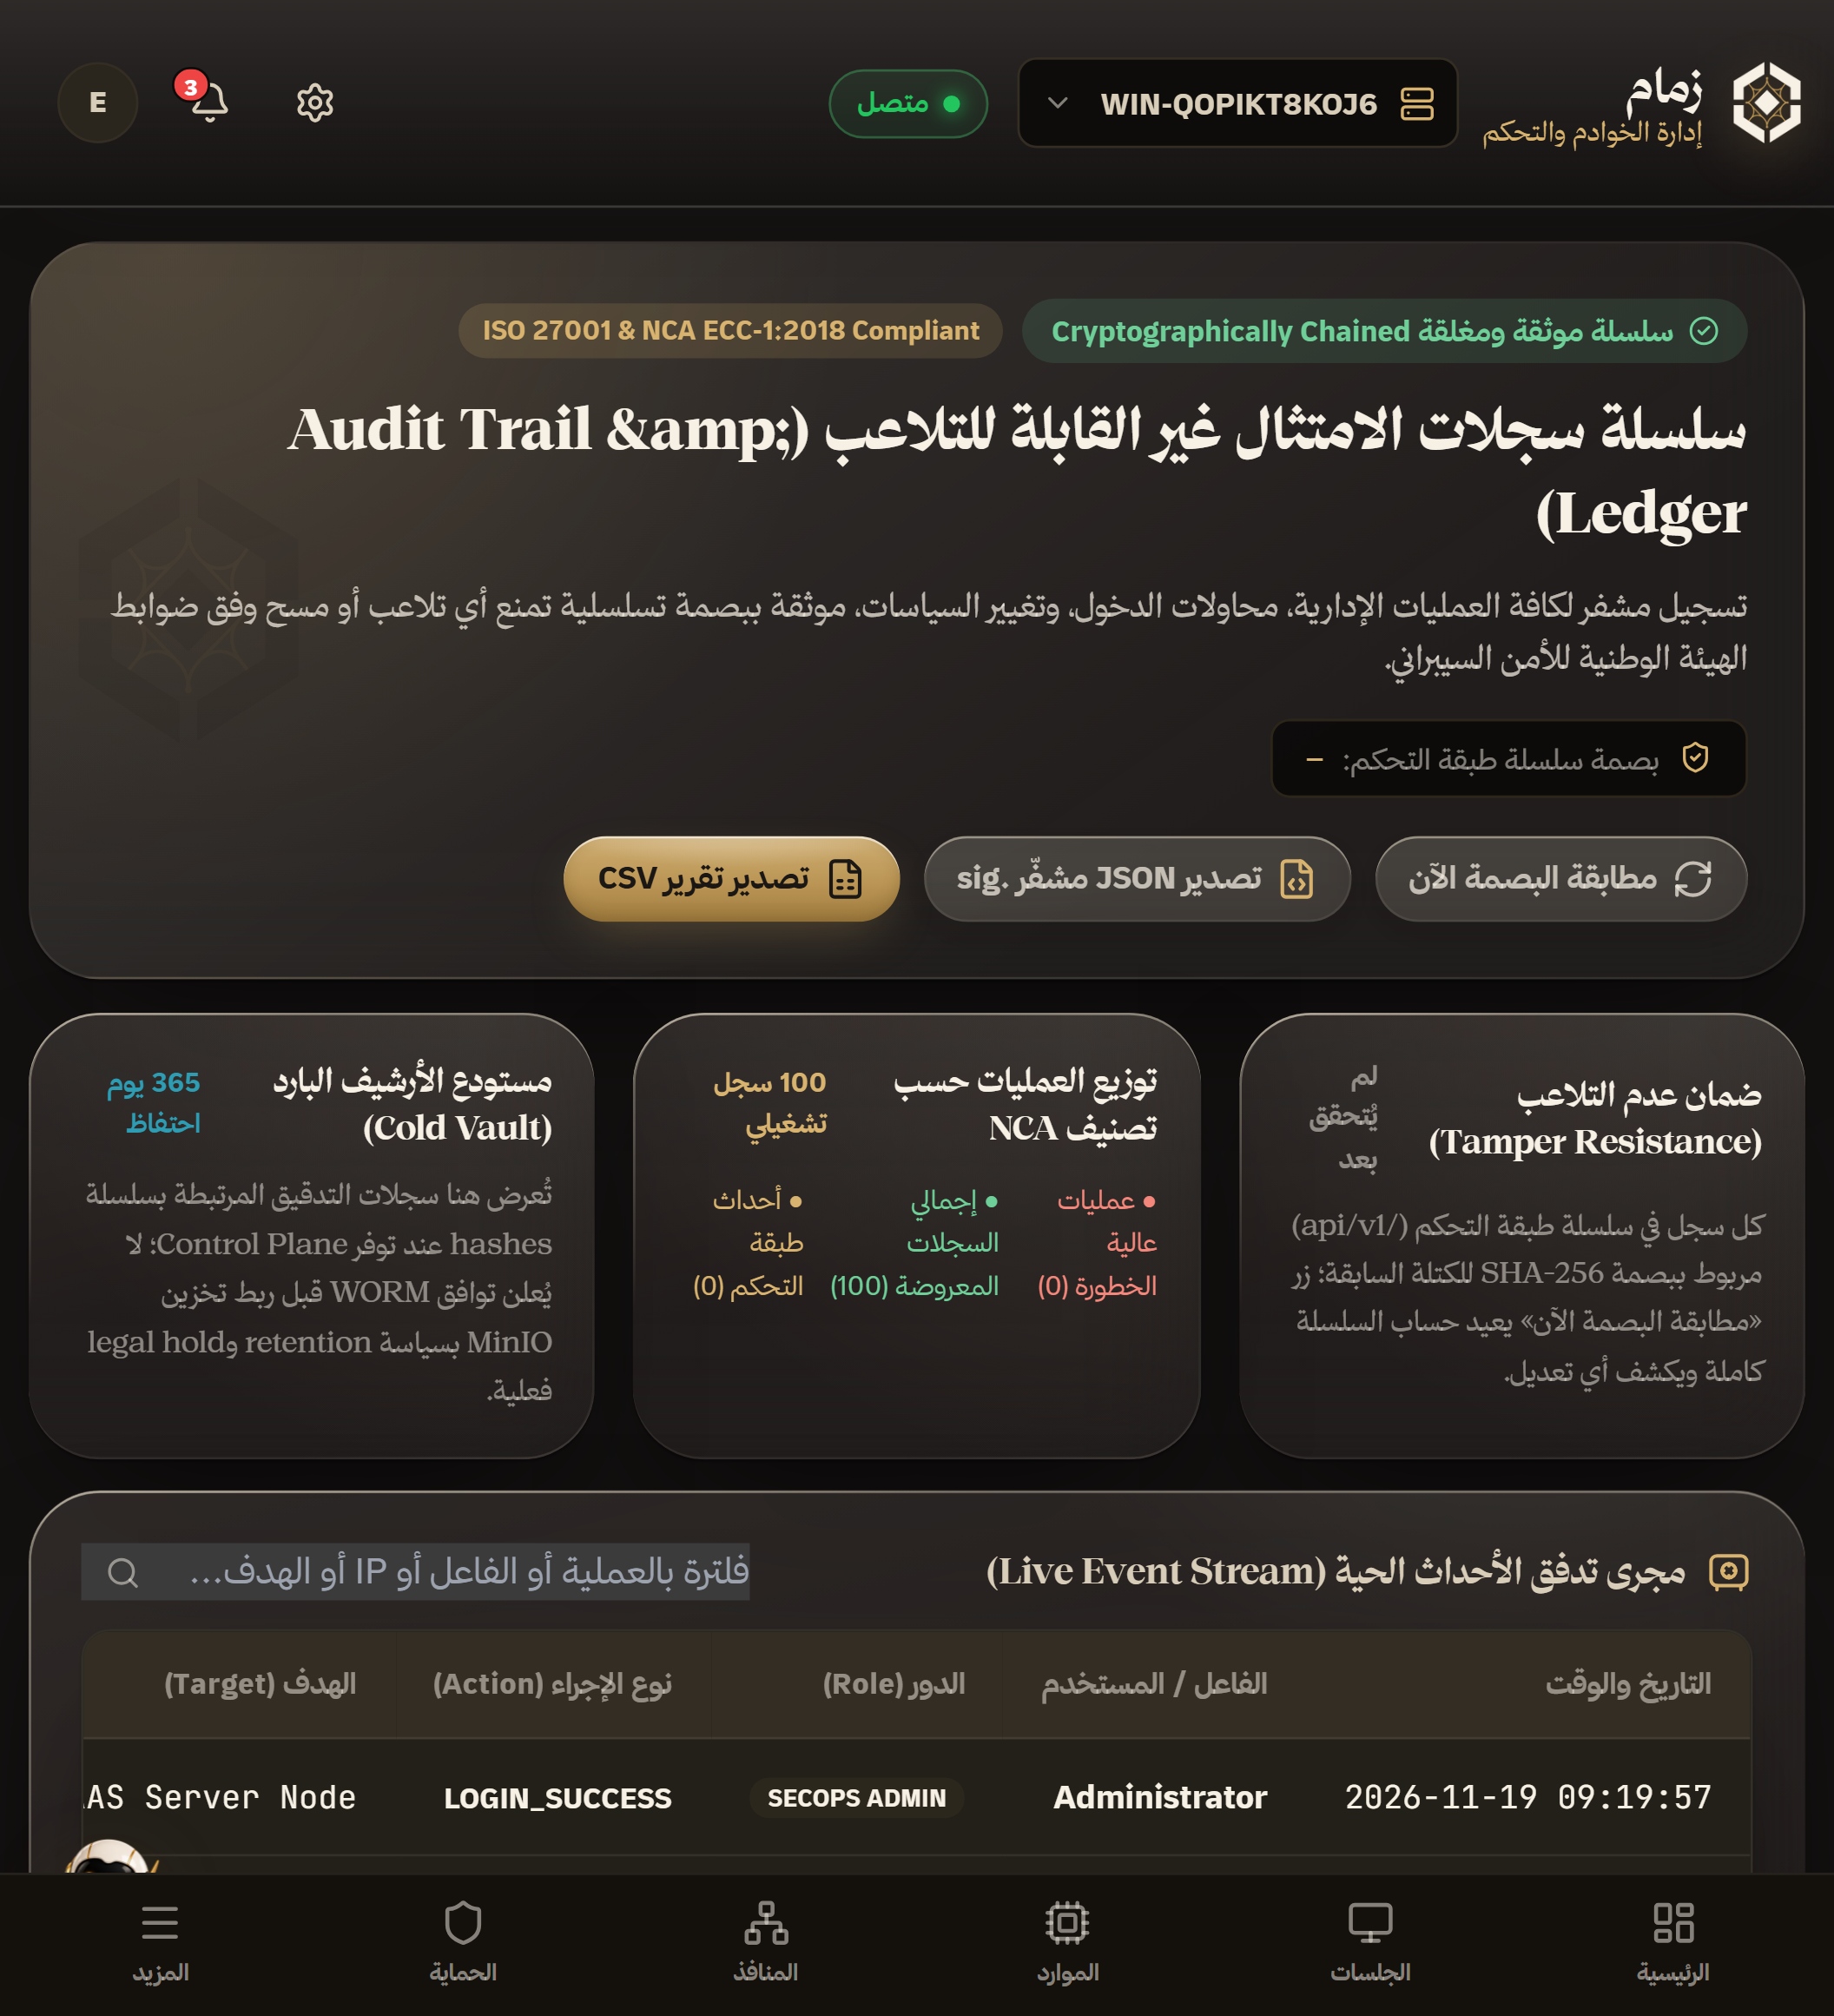 زمام
إدارة الخوادم والتحكم
WIN-QOPIKT8KOJ6
متصل
3
E
سلسلة موثقة ومغلقة Cryptographically Chained
ISO 27001 & NCA ECC-1:2018 Compliant
سلسلة سجلات الامتثال غير القابلة للتلاعب (Audit Trail &amp;
Ledger)
تسجيل مشفر لكافة العمليات الإدارية، محاولات الدخول، وتغيير السياسات، موثقة ببصمة تسلسلية تمنع أي تلاعب أو مسح وفق ضوابط
الهيئة الوطنية للأمن السيبراني.
بصمة سلسلة طبقة التحكم: –
مطابقة البصمة الآن
تصدير JSON مشفّر .sig
تصدير تقرير CSV
ضمان عدم التلاعب
(Tamper Resistance)
لم
يُتحقق
بعد
كل سجل في سلسلة طبقة التحكم (/api/v1)
مربوط ببصمة SHA-256 للكتلة السابقة؛ زر
«مطابقة البصمة الآن» يعيد حساب السلسلة
كاملة ويكشف أي تعديل.
توزيع العمليات حسب
تصنيف NCA
100 سجل
تشغيلي
● عمليات
عالية
الخطورة (0)
● إجمالي
السجلات
المعروضة (100)
● أحداث
طبقة
التحكم (0)
مستودع الأرشيف البارد
(Cold Vault)
365 يوم
احتفاظ
تُعرض هنا سجلات التدقيق المرتبطة بسلسلة
hashes عند توفر Control Plane؛ لا
يُعلن توافق WORM قبل ربط تخزين
MinIO بسياسة retention وlegal hold
فعلية.
مجرى تدفق الأحداث الحية (Live Event Stream)
فلترة بالعملية أو الفاعل أو IP أو الهدف...
التاريخ والوقت
الفاعل / المستخدم
الدور (Role)
نوع الإجراء (Action)
الهدف (Target)
2026-11-19 09:19:57
Administrator
SECOPS ADMIN
LOGIN_SUCCESS
AS Server Node
الرئيسية
الجلسات
الموارد
المنافذ
الحماية
المزيد